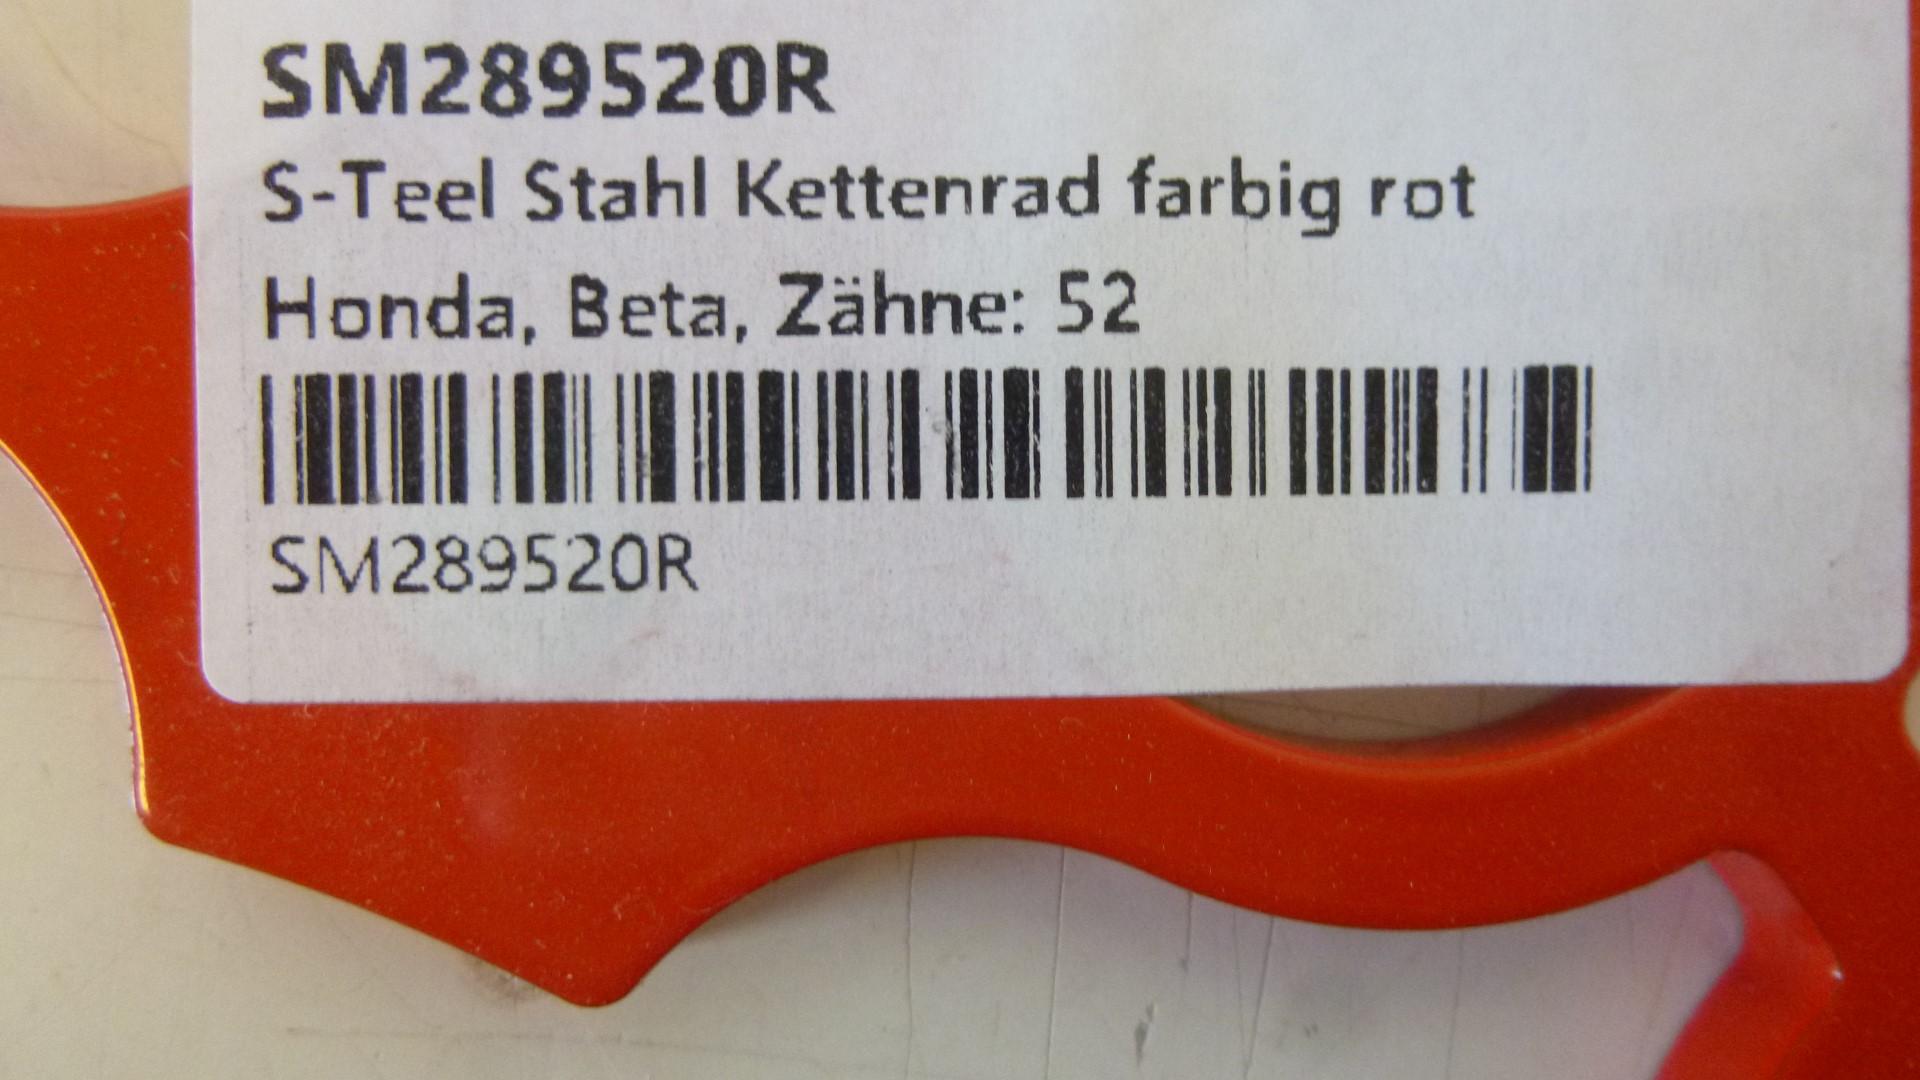 SM289520R
S-Teel Stahl Kettenrad farbig rot
Honda, Beta, Zähne: 52
SM289520R